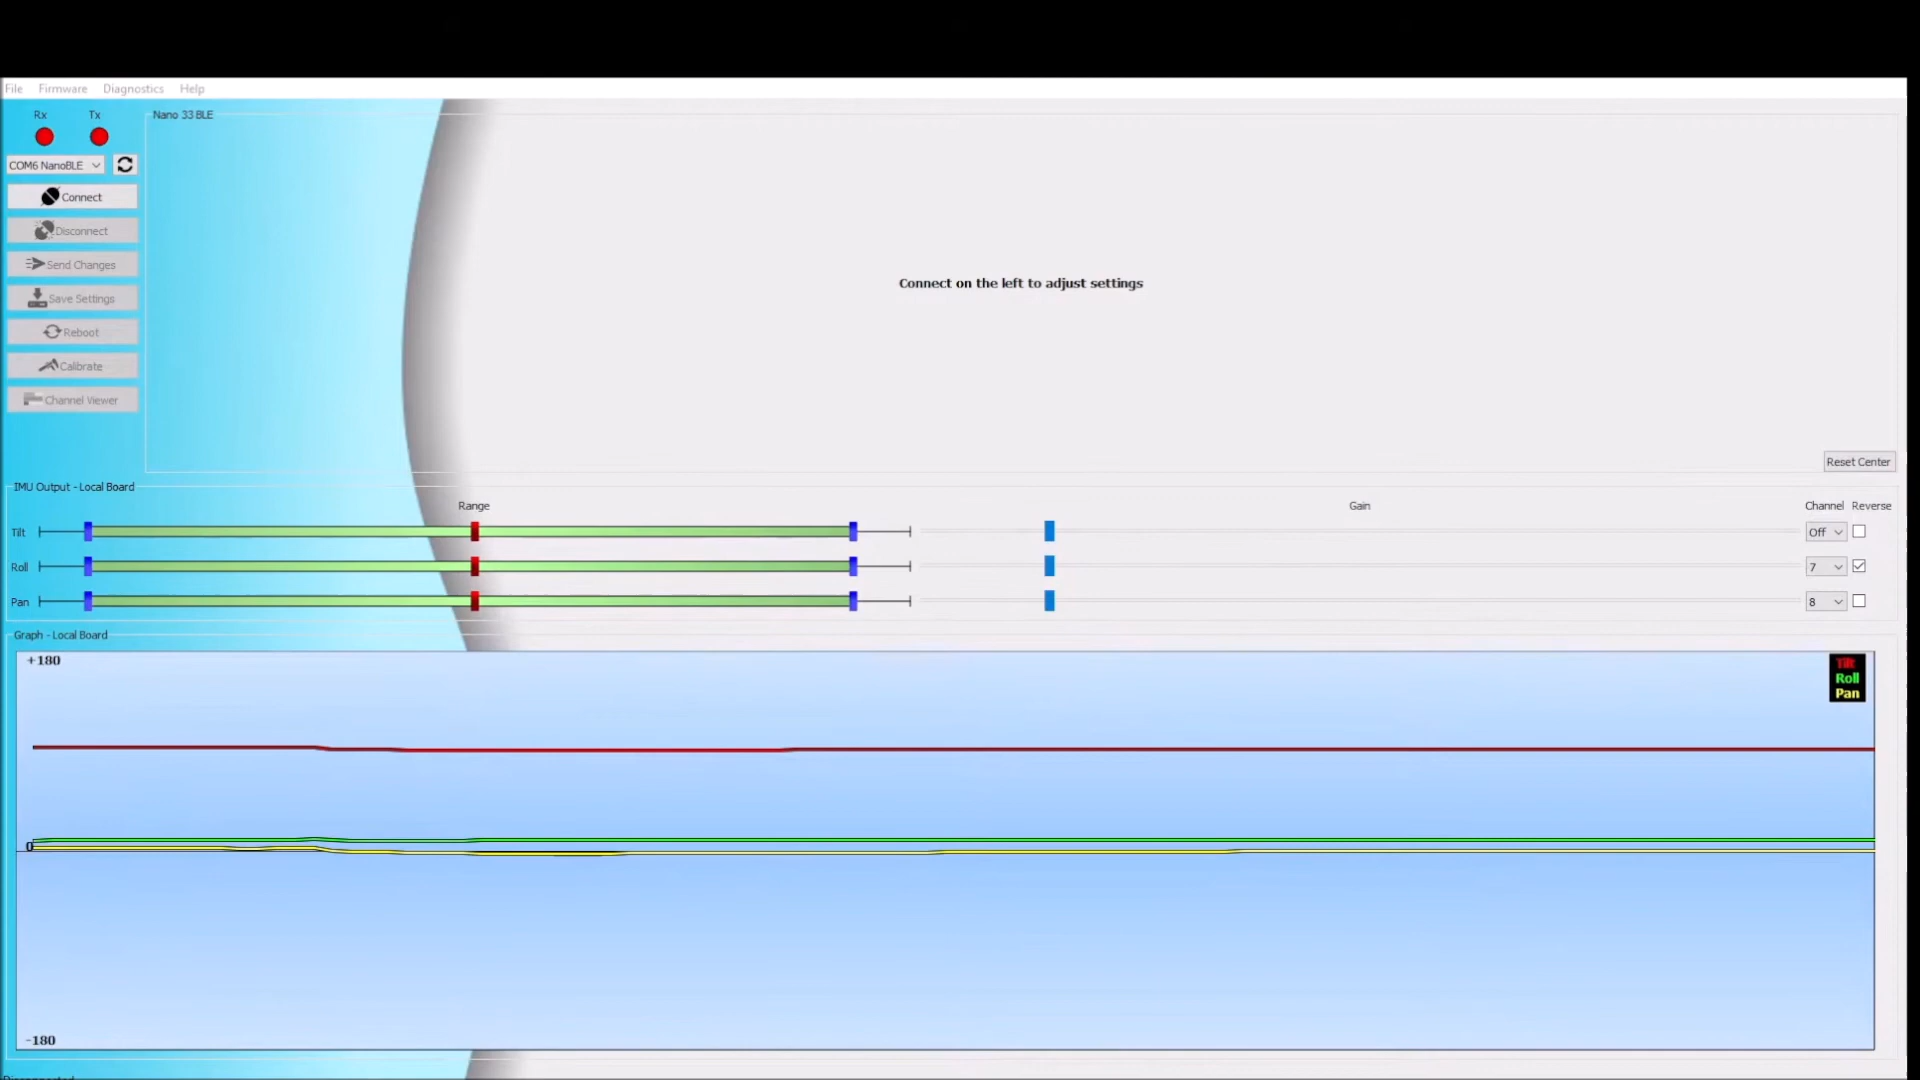 File Firmware Diagnostics Help
Rx Tx
Nano 33 BLE
COM6 NanoBLE
Connect
Disconnect
Send Changes
Save Settings
Reboot
Calibrate
Channel Viewer
Connect on the left to adjust settings
Reset Center
IMU Output - Local Board
Range Gain Channel Reverse
Tilt Off
Roll 7
Pan 8
Graph - Local Board
+180
Tilt
Roll
Pan
0
-180
Disconnected